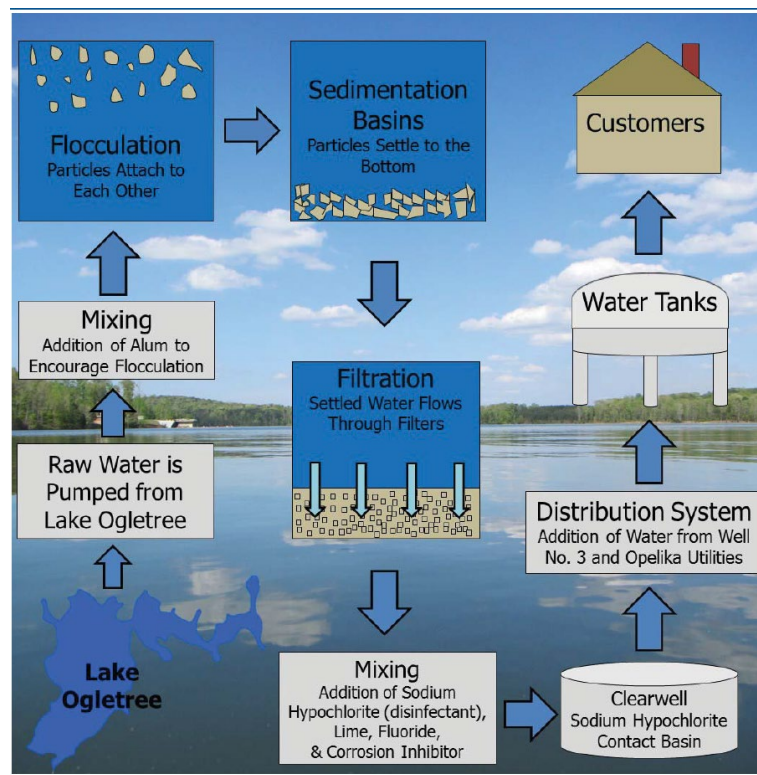 Flocculation
Particles Attach to
Each Other
Sedimentation
Basins
Particles Settle to the
Bottom
Customers
Mixing
Addition of Alum to
Encourage Flocculation
Water Tanks
Filtration
Settled Water Flows
Through Filters
Raw Water is
Pumped from
Lake Ogletree
Distribution System
Addition of Water from Well
No. 3 and Opelika Utilities
Lake
Ogletree
Mixing
Addition of Sodium
Hypochlorite (disinfectant),
Lime, Fluoride,
& Corrosion Inhibitor
Clearwell
Sodium Hypochlorite
Contact Basin